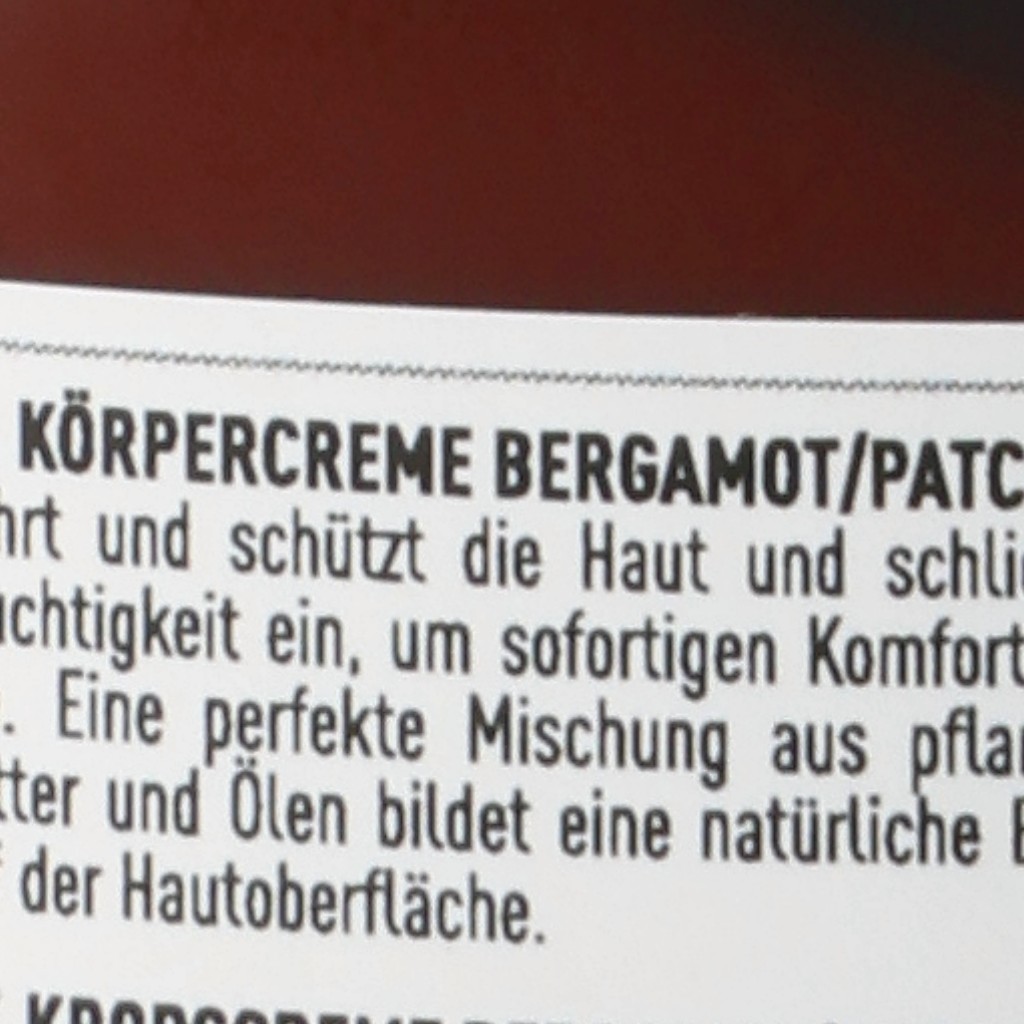 KÖRPERCREME BERGAMOT/PATC
hrt und schützt die Haut und schli
uchtigkeit ein, um sofortigen Komfort
. Eine perfekte Mischung aus pfla
tter und Ölen bildet eine natürliche
der Hautoberfläche.